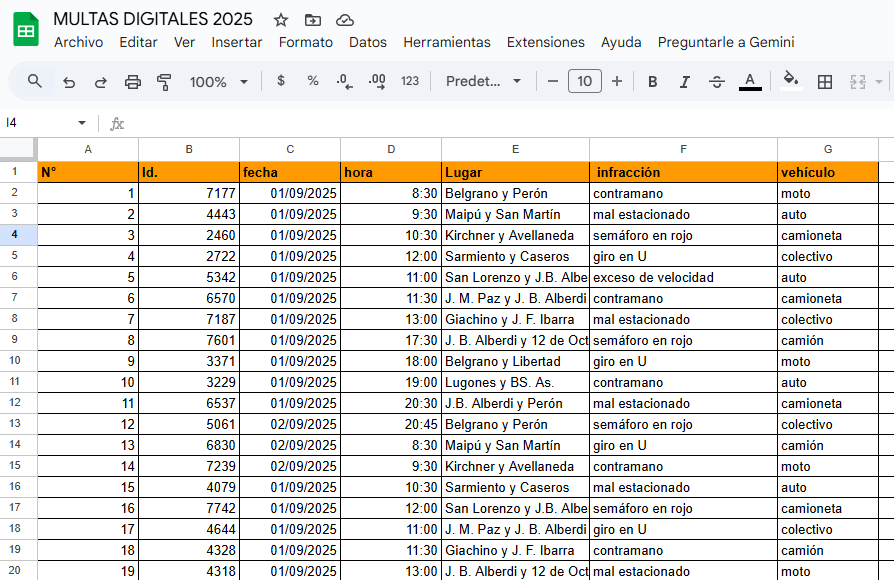 MULTAS DIGITALES 2025
Archivo Editar Ver Insertar Formato Datos Herramientas Extensiones Ayuda Preguntarle a Gemini
100% $ % .0 .00 123 Predet... − 10 + B I S A
I4 fx
A B C D E F G
1 N° Id. fecha hora Lugar infracción vehículo
2 1 7177 01/09/2025 8:30 Belgrano y Perón contramano moto
3 2 4443 01/09/2025 9:30 Maipú y San Martín mal estacionado auto
4 3 2460 01/09/2025 10:30 Kirchner y Avellaneda semáforo en rojo camioneta
5 4 2722 01/09/2025 12:00 Sarmiento y Caseros giro en U colectivo
6 5 5342 01/09/2025 11:00 San Lorenzo y J.B. Albe exceso de velocidad auto
7 6 6570 01/09/2025 11:30 J. M. Paz y J. B. Alberdi contramano camioneta
8 7 7187 01/09/2025 13:00 Giachino y J. F. Ibarra mal estacionado colectivo
9 8 7601 01/09/2025 17:30 J. B. Alberdi y 12 de Oct semáforo en rojo camión
10 9 3371 01/09/2025 18:00 Belgrano y Libertad giro en U moto
11 10 3229 01/09/2025 19:00 Lugones y BS. As. contramano auto
12 11 6537 01/09/2025 20:30 J.B. Alberdi y Perón mal estacionado camioneta
13 12 5061 02/09/2025 20:45 Belgrano y Perón semáforo en rojo colectivo
14 13 6830 02/09/2025 8:30 Maipú y San Martín giro en U camión
15 14 7239 02/09/2025 9:30 Kirchner y Avellaneda contramano moto
16 15 4079 01/09/2025 10:30 Sarmiento y Caseros mal estacionado auto
17 16 7742 01/09/2025 12:00 San Lorenzo y J.B. Albe semáforo en rojo camioneta
18 17 4644 01/09/2025 11:00 J. M. Paz y J. B. Alberdi giro en U colectivo
19 18 4328 01/09/2025 11:30 Giachino y J. F. Ibarra contramano camión
20 19 4318 01/09/2025 13:00 J. B. Alberdi y 12 de Oct mal estacionado moto